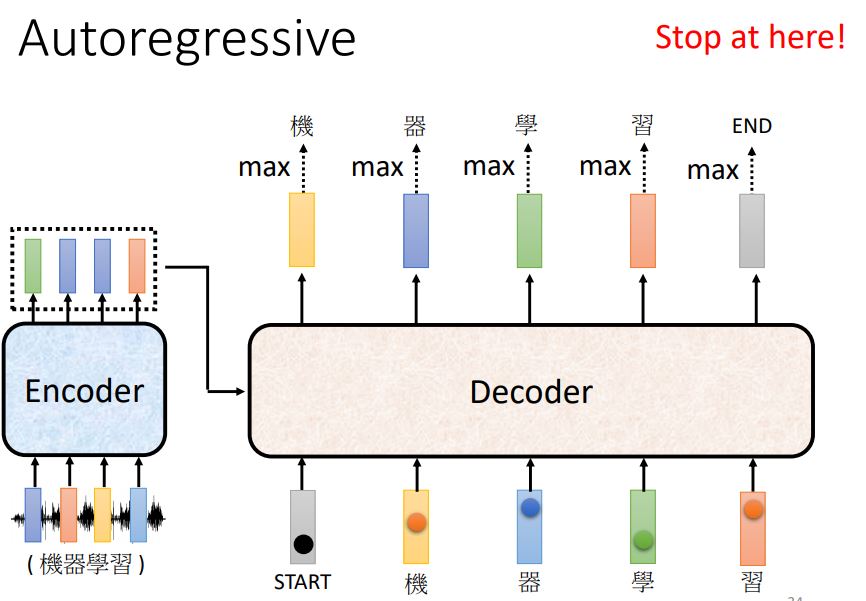 Autoregressive
Stop at here!
機 器 學 習 END
max max max max max
Encoder
Decoder
( 機器學習 )
START 機 器 學 習